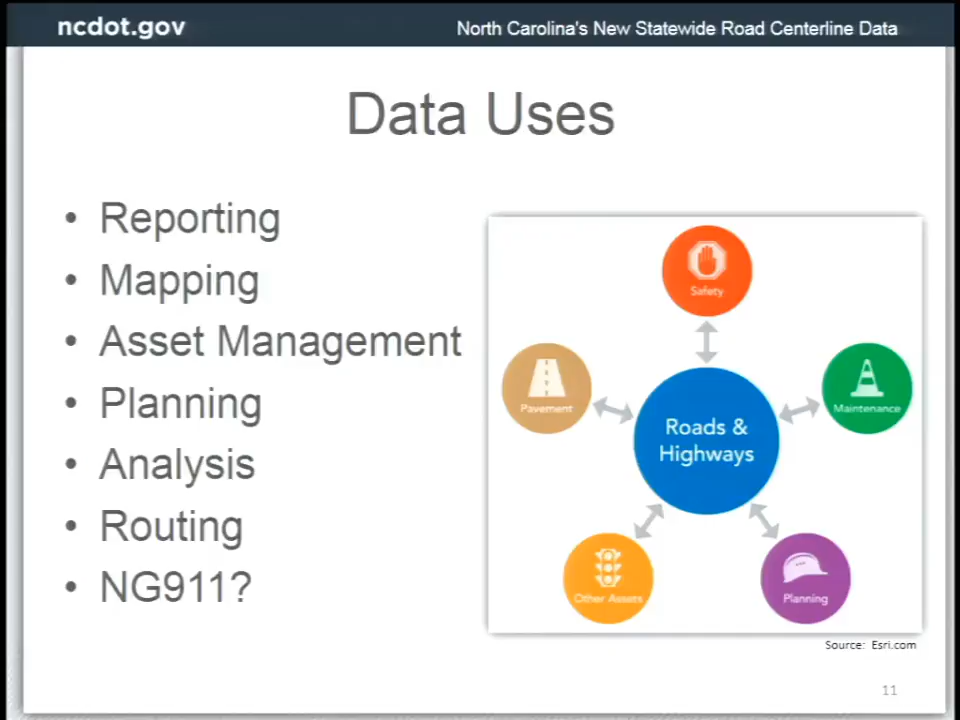 ncdot.gov
North Carolina's New Statewide Road Centerline Data
Data Uses
• Reporting
• Mapping
• Asset Management
• Planning
• Analysis
• Routing
• NG911?
Safety
Pavement
Maintenance
Roads &
Highways
Other Assets
Planning
Source: Esri.com
11